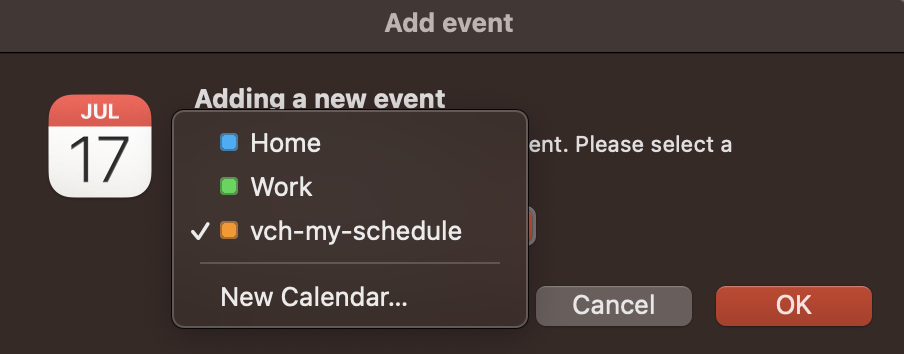 Add event
JUL
17
Adding a new event
ent. Please select a
Home
Work
vch-my-schedule
New Calendar...
Cancel
OK